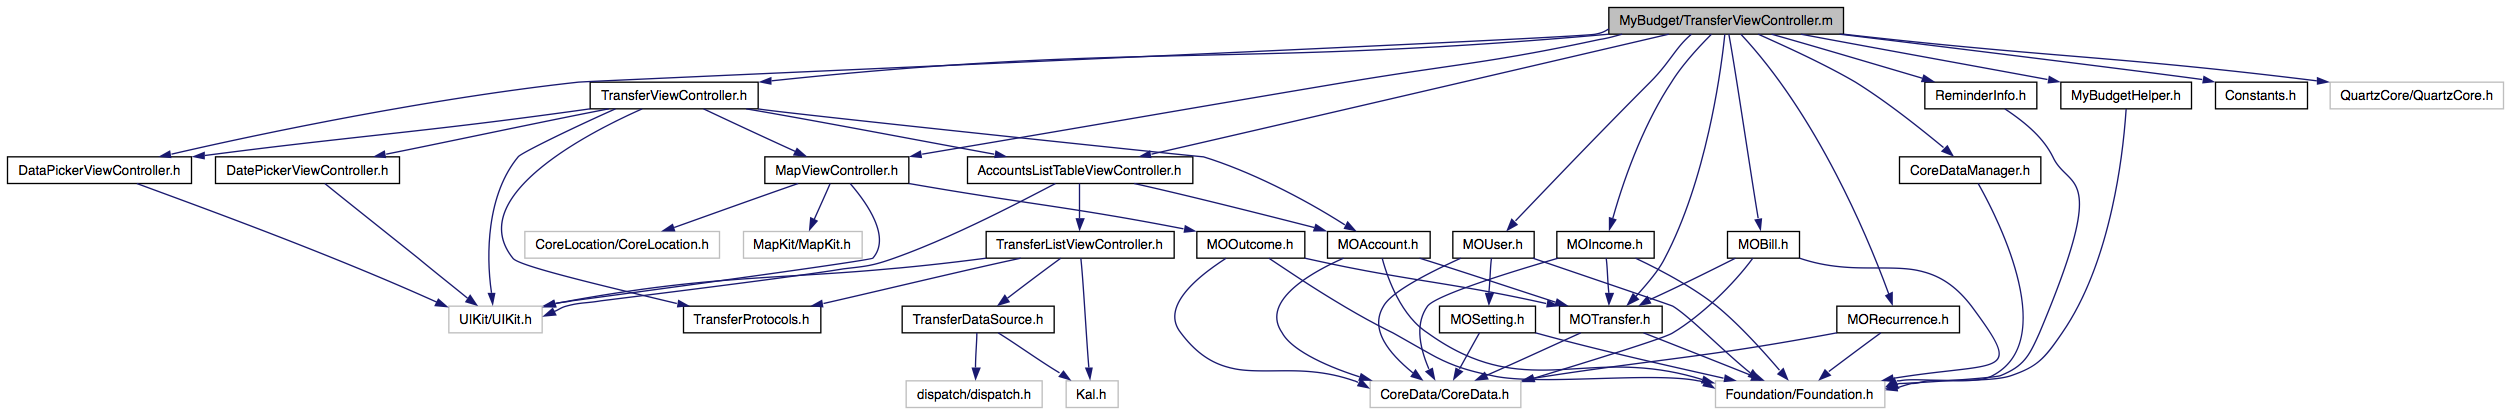 MyBudget/TransferViewController.m
TransferViewController.h
ReminderInfo.h
MyBudgetHelper.h
Constants.h
QuartzCore/QuartzCore.h
DataPickerViewController.h
DatePickerViewController.h
MapViewController.h
AccountsListTableViewController.h
CoreDataManager.h
CoreLocation/CoreLocation.h
MapKit/MapKit.h
TransferListViewController.h
MOOutcome.h
MOAccount.h
MOUser.h
MOIncome.h
MOBill.h
UIKit/UIKit.h
TransferProtocols.h
TransferDataSource.h
MOSetting.h
MOTransfer.h
MORecurrence.h
dispatch/dispatch.h
Kal.h
CoreData/CoreData.h
Foundation/Foundation.h